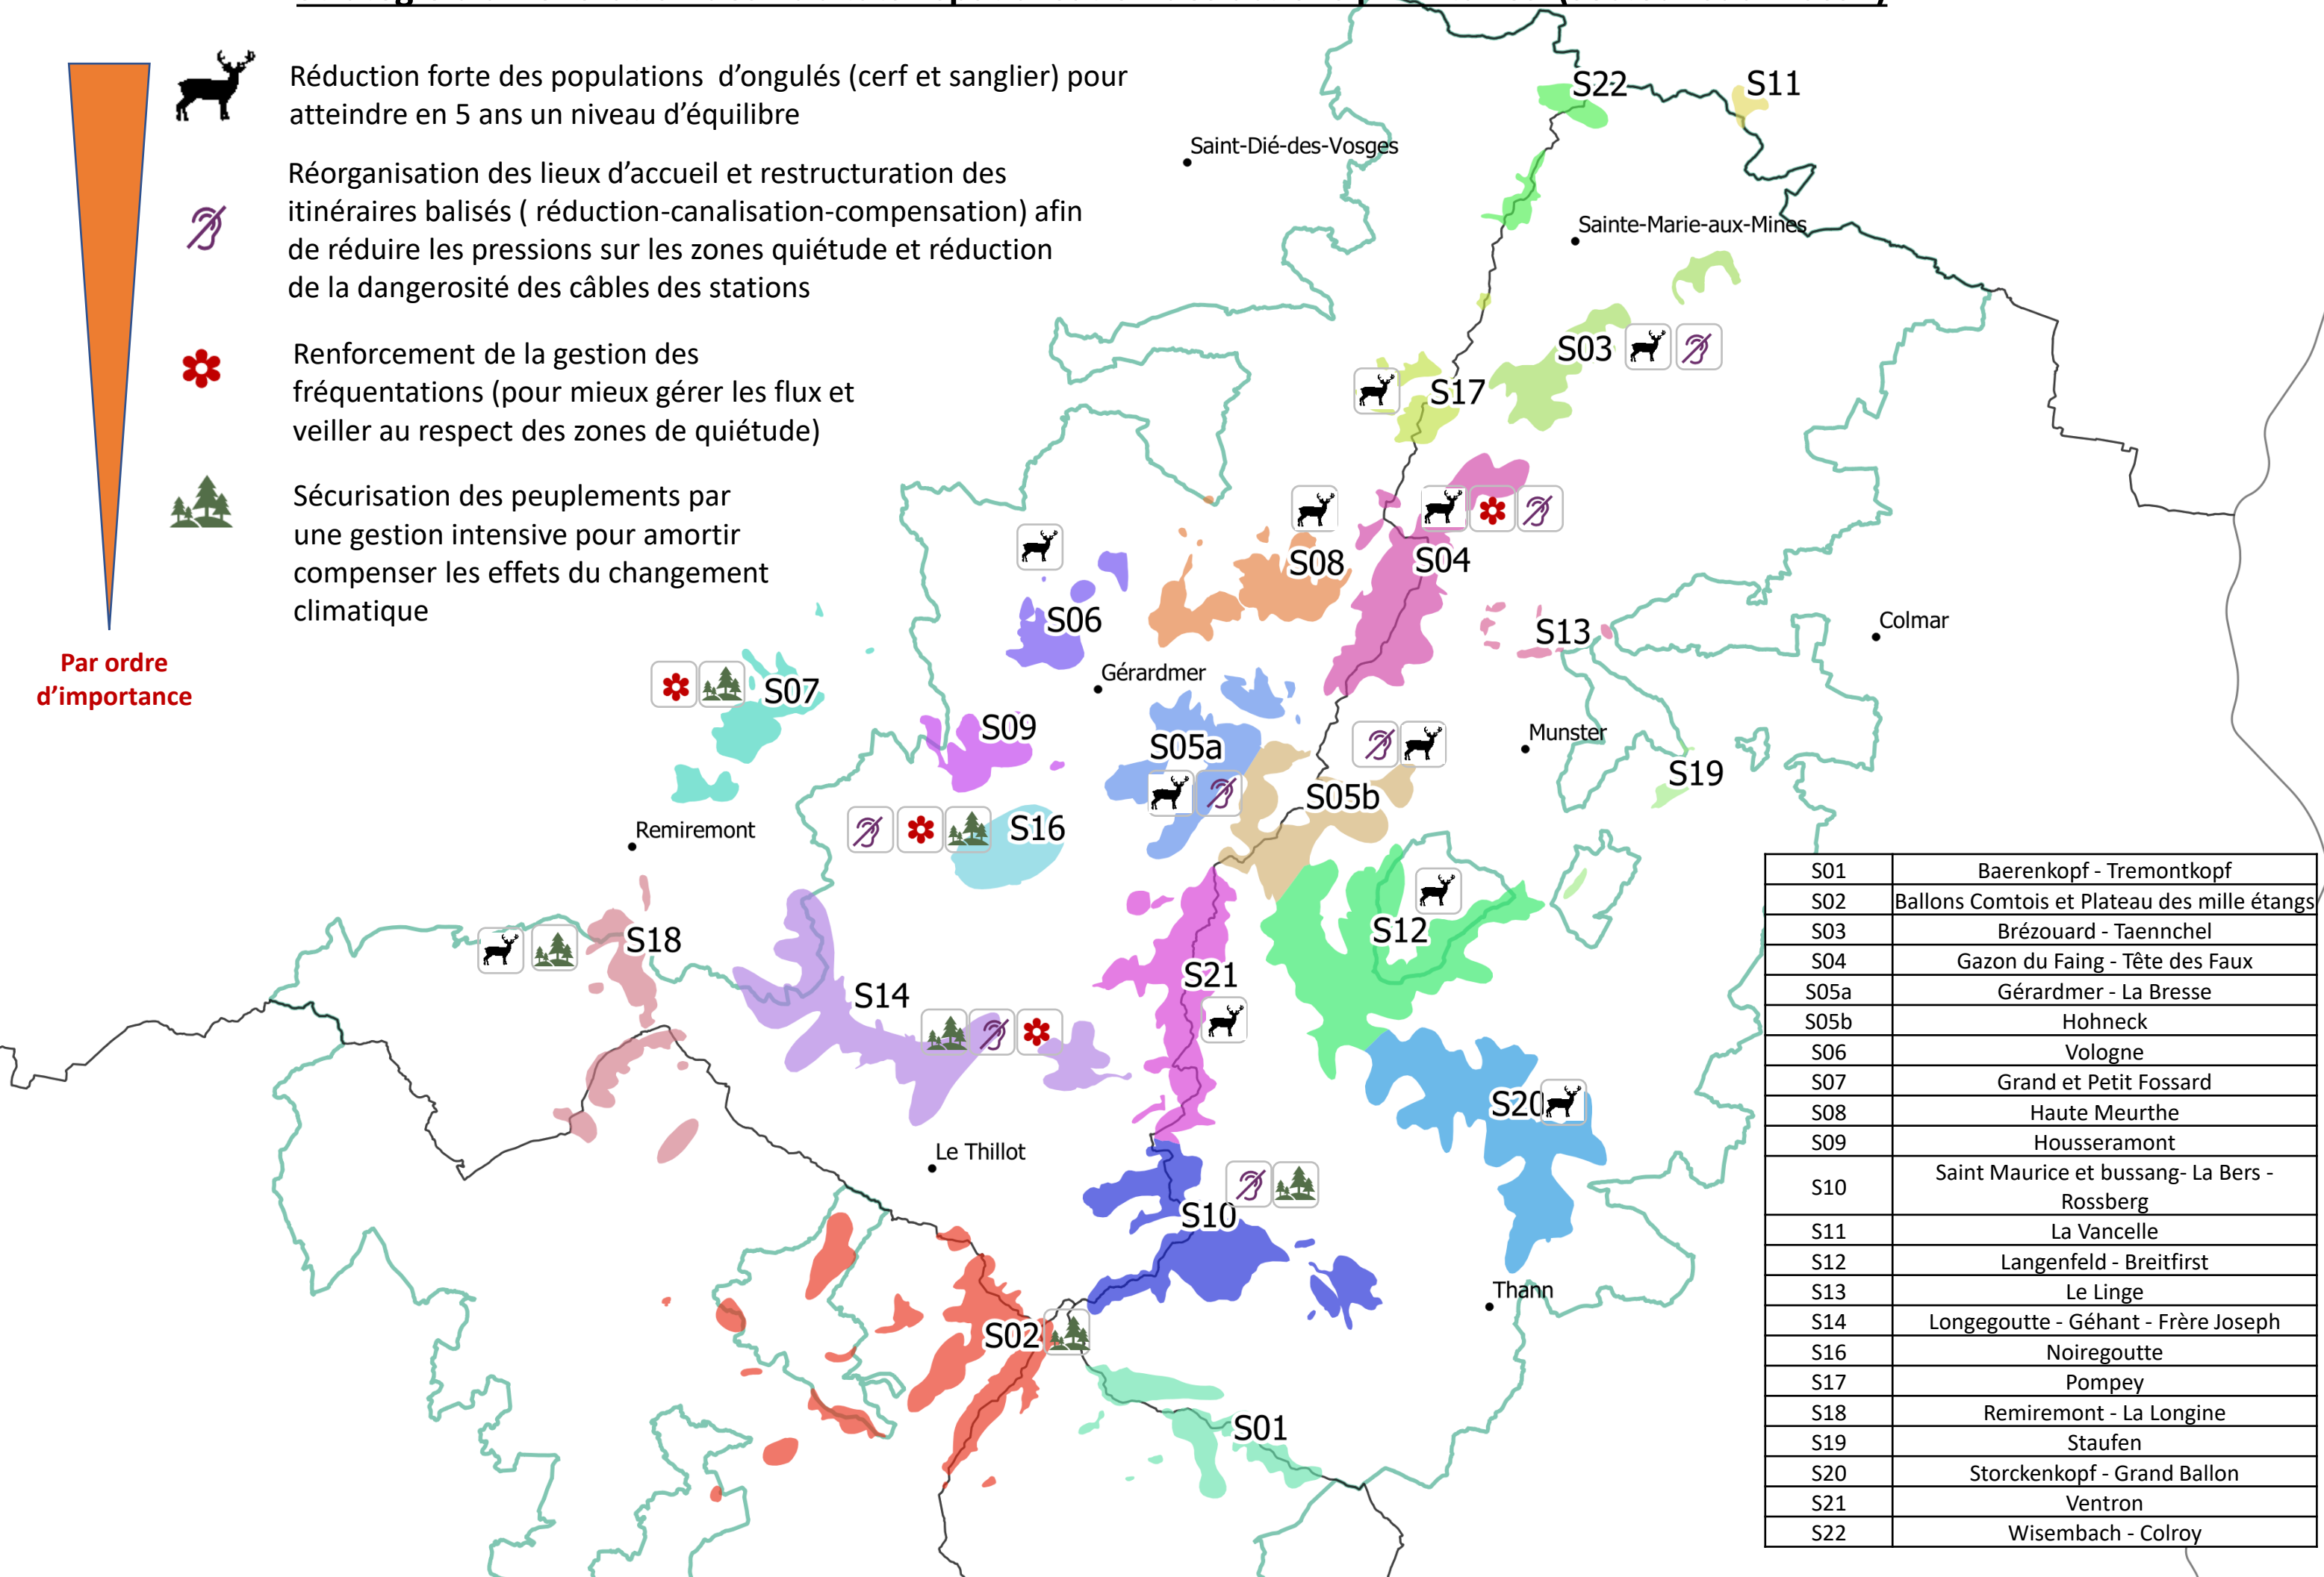 Réduction forte des populations d'ongulés (cerf et sanglier) pour
atteindre en 5 ans un niveau d'équilibre
Réorganisation des lieux d'accueil et restructuration des
itinéraires balisés ( réduction-canalisation-compensation) afin
de réduire les pressions sur les zones quiétude et réduction
de la dangerosité des câbles des stations
Renforcement de la gestion des
fréquentations (pour mieux gérer les flux et
veiller au respect des zones de quiétude)
Sécurisation des peuplements par
une gestion intensive pour amortir
compenser les effets du changement
climatique
Par ordre
d'importance
S22
S11
Saint-Dié-des-Vosges
Sainte-Marie-aux-Mines
S03
S17
S08
S04
S06
S13
Colmar
Gérardmer
S07
S09
S05a
Munster
S19
S05b
Remiremont
S16
S18
S12
S14
S21
S20
Le Thillot
S10
Thann
S02
S01
S01 Baerenkopf - Tremontkopf
S02 Ballons Comtois et Plateau des mille étangs
S03 Brézouard - Taennchel
S04 Gazon du Faing - Tête des Faux
S05a Gérardmer - La Bresse
S05b Hohneck
S06 Vologne
S07 Grand et Petit Fossard
S08 Haute Meurthe
S09 Housseramont
S10 Saint Maurice et bussang- La Bers -
Rossberg
S11 La Vancelle
S12 Langenfeld - Breitfirst
S13 Le Linge
S14 Longegoutte - Géhant - Frère Joseph
S16 Noiregoutte
S17 Pompey
S18 Remiremont - La Longine
S19 Staufen
S20 Storckenkopf - Grand Ballon
S21 Ventron
S22 Wisembach - Colroy